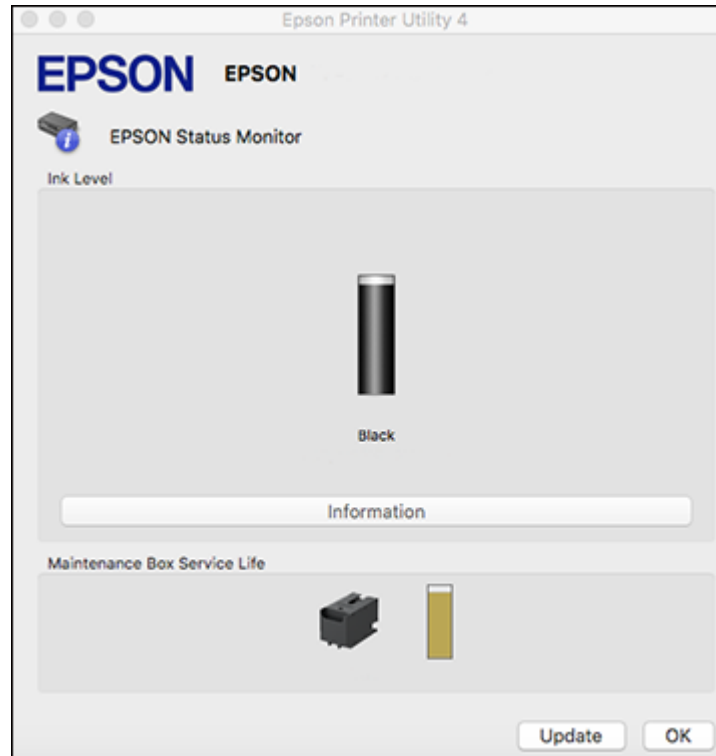 Epson Printer Utility 4
EPSON EPSON
EPSON Status Monitor
Ink Level
Black
Information
Maintenance Box Service Life
Update OK